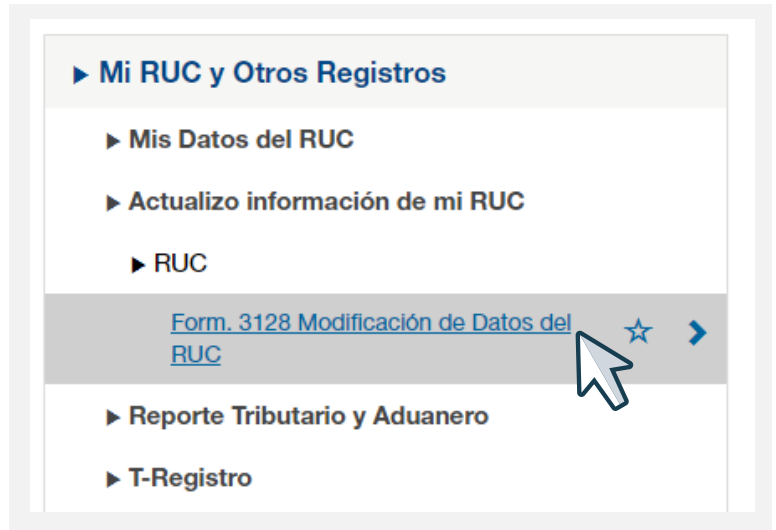 Mi RUC y Otros Registros
Mis Datos del RUC
Actualizo información de mi RUC
RUC
Form. 3128 Modificación de Datos del
RUC
Reporte Tributario y Aduanero
T-Registro